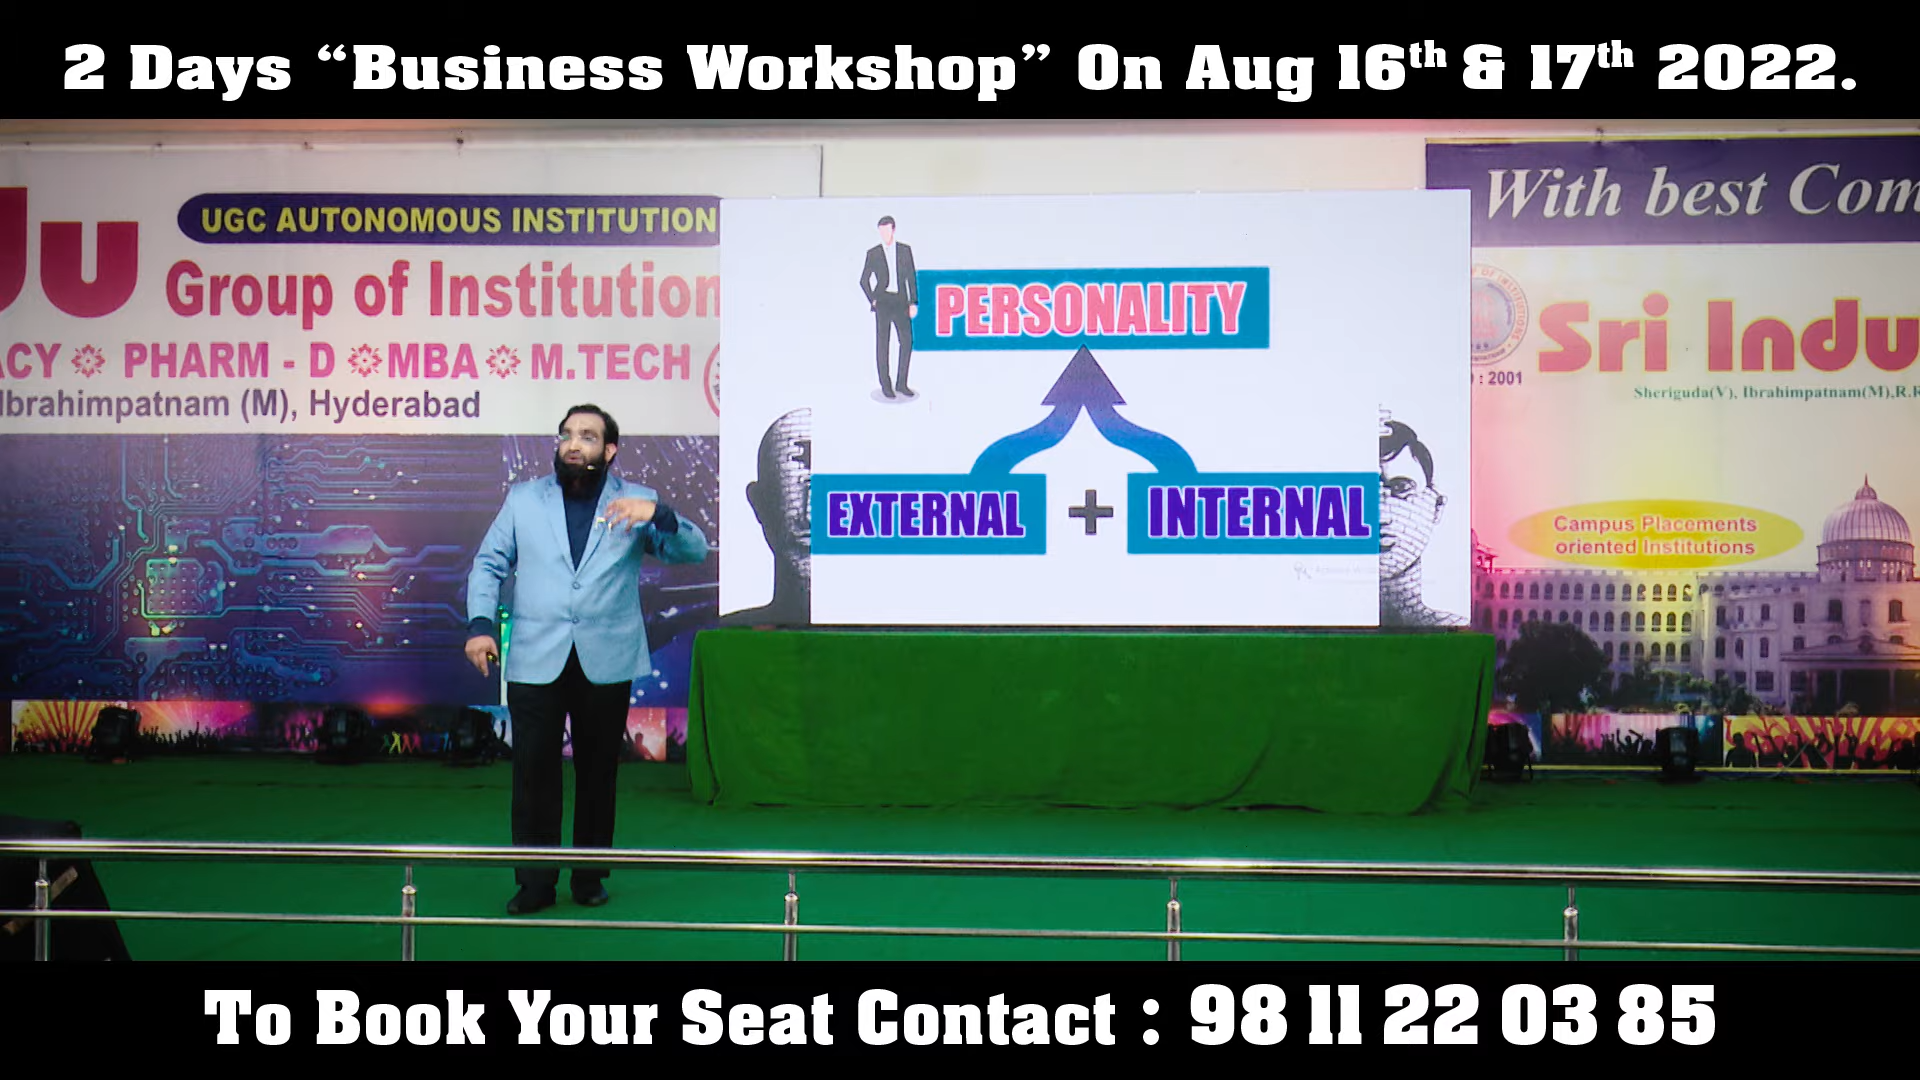 2 Days “Business Workshop” On Aug 16th & 17th 2022.
UGC AUTONOMOUS INSTITUTION
Group of Institution
ACY ❊ PHARM - D ❊ MBA ❊ M.TECH
Ibrahimpatnam (M), Hyderabad
PERSONALITY
EXTERNAL + INTERNAL
With best Com
Sri Indu
: 2001
Sheriguda(V), Ibrahimpatnam(M),R.R
Campus Placements
oriented Institutions
To Book Your Seat Contact : 98 11 22 03 85